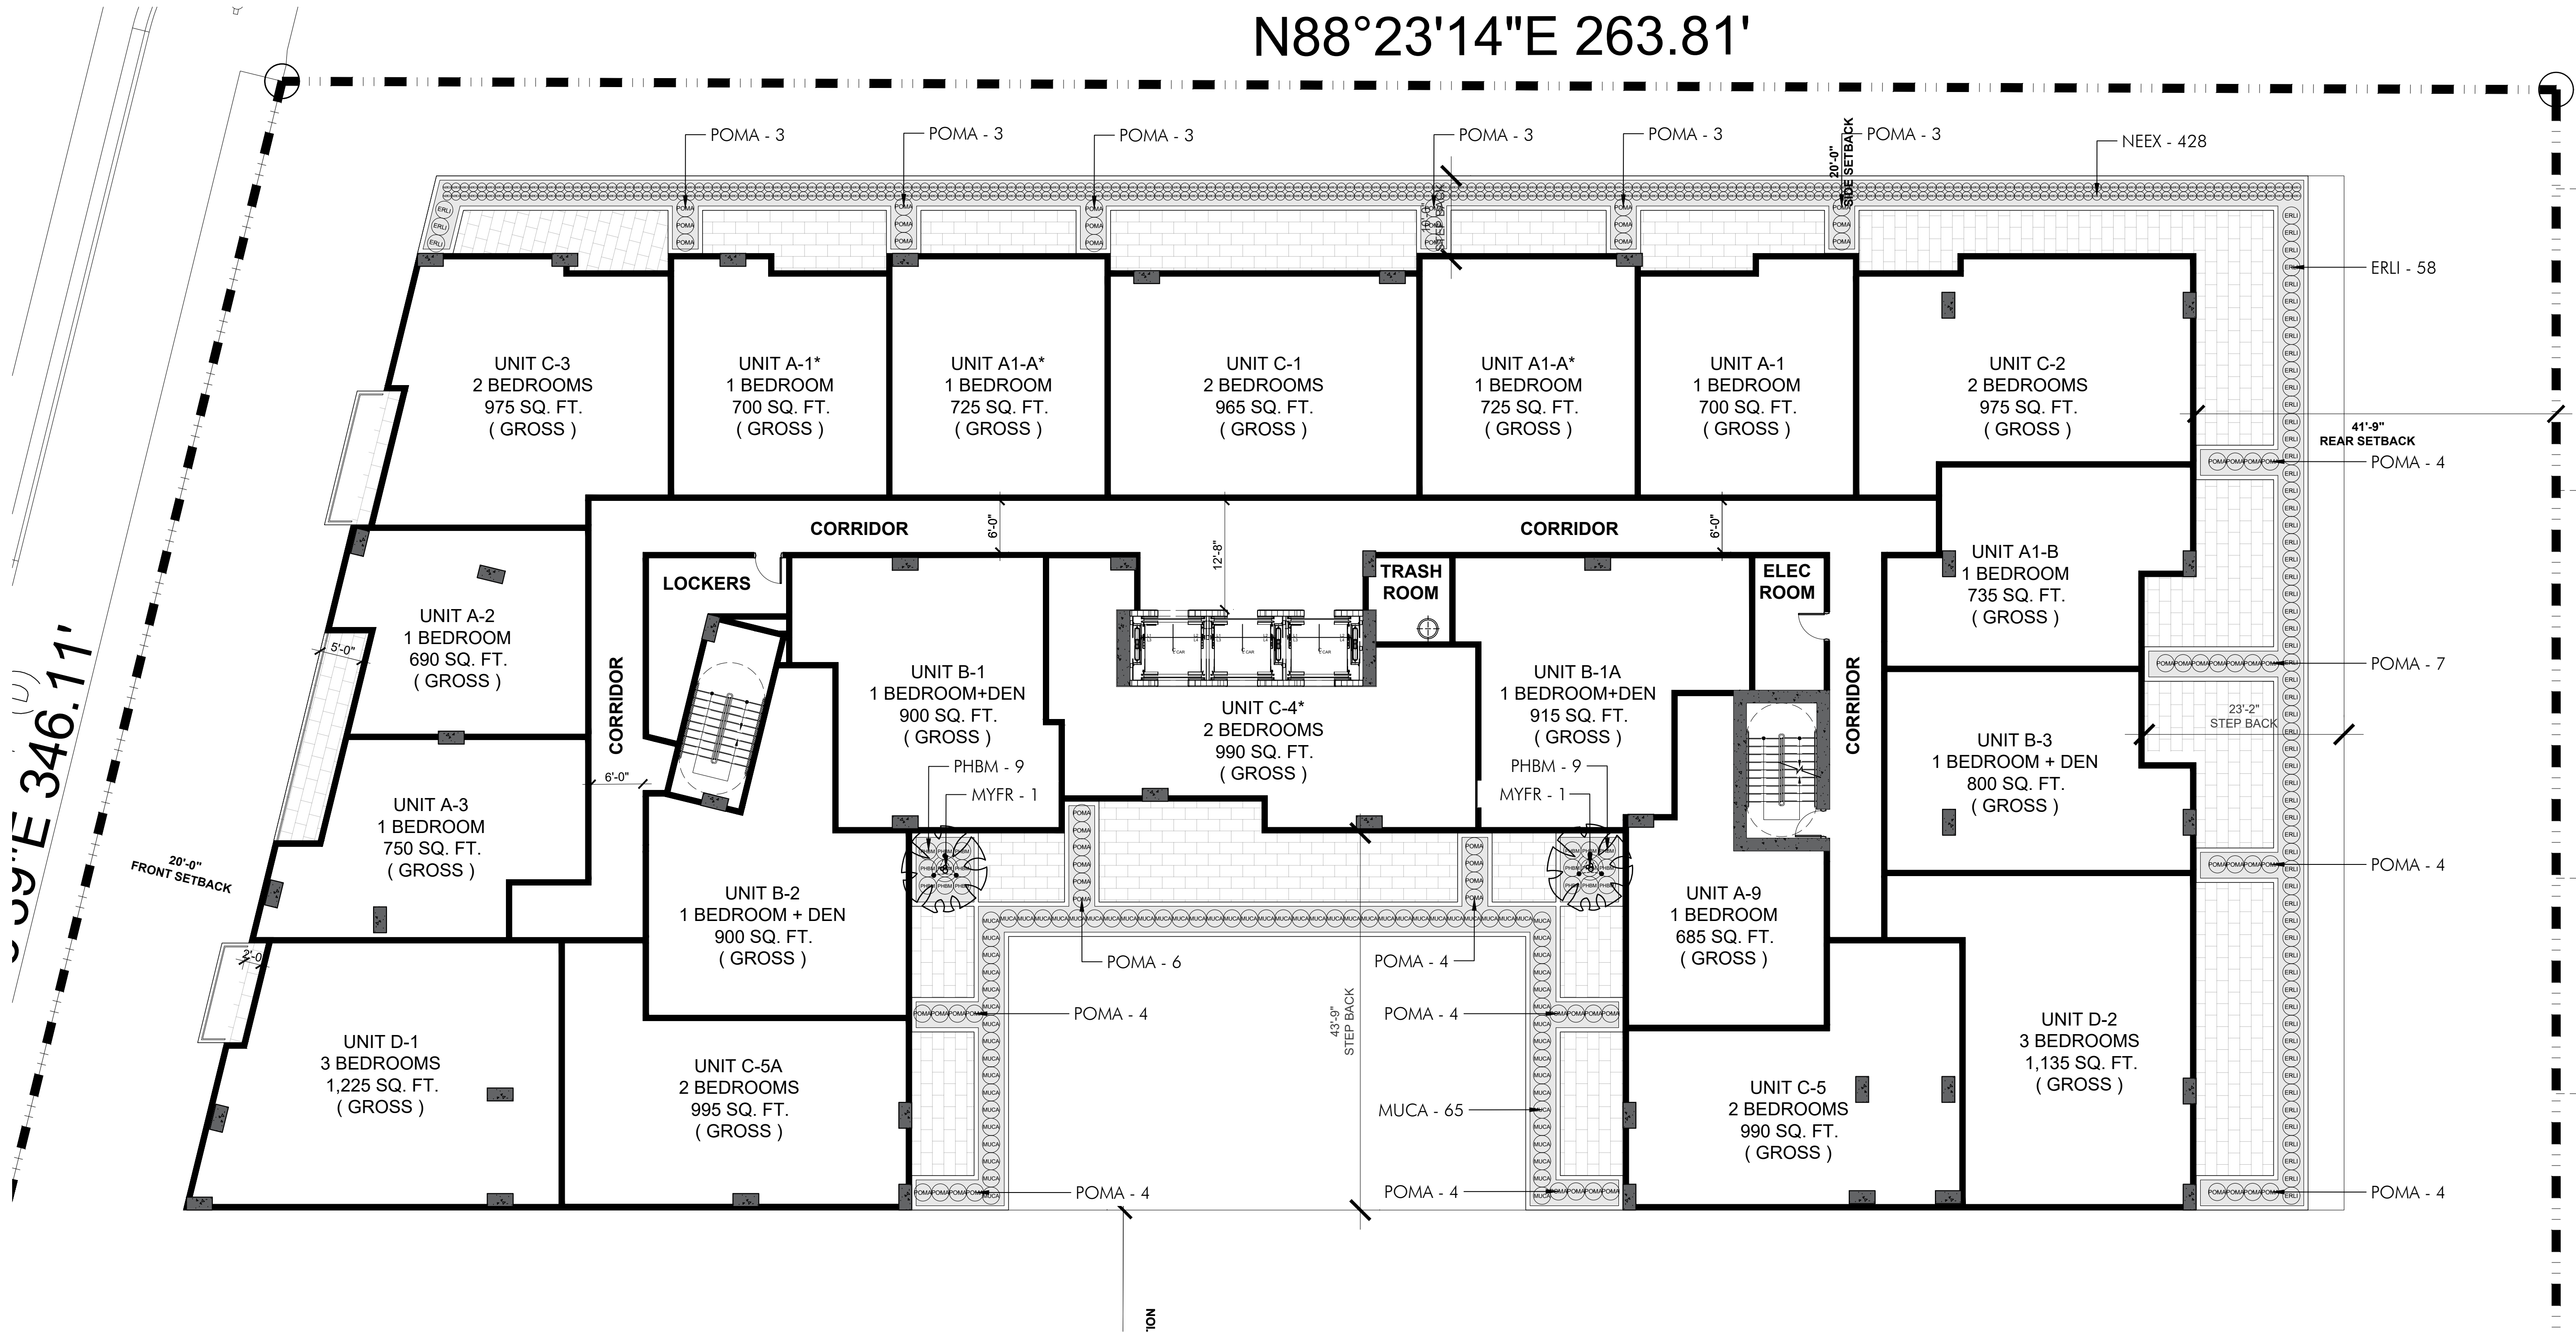 N88°23'14"E 263.81'
POMA - 3
POMA - 3
POMA - 3
POMA - 3
POMA - 3
POMA - 3
NEEX - 428
20'-0"
SIDE SETBACK
STEP BACK
ERLI - 58
UNIT C-3
2 BEDROOMS
975 SQ. FT.
( GROSS )
UNIT A-1*
1 BEDROOM
700 SQ. FT.
( GROSS )
UNIT A1-A*
1 BEDROOM
725 SQ. FT.
( GROSS )
UNIT C-1
2 BEDROOMS
965 SQ. FT.
( GROSS )
UNIT A1-A*
1 BEDROOM
725 SQ. FT.
( GROSS )
UNIT A-1
1 BEDROOM
700 SQ. FT.
( GROSS )
UNIT C-2
2 BEDROOMS
975 SQ. FT.
( GROSS )
41'-9"
REAR SETBACK
POMA - 4
CORRIDOR
6'-0"
12'-8"
CORRIDOR
6'-0"
LOCKERS
TRASH
ROOM
ELEC
ROOM
UNIT A1-B
1 BEDROOM
735 SQ. FT.
( GROSS )
UNIT A-2
1 BEDROOM
690 SQ. FT.
( GROSS )
5'-0"
CORRIDOR
6'-0"
UNIT B-1
1 BEDROOM+DEN
900 SQ. FT.
( GROSS )
CAR
CAR
CAR
UNIT C-4*
2 BEDROOMS
990 SQ. FT.
( GROSS )
UNIT B-1A
1 BEDROOM+DEN
915 SQ. FT.
( GROSS )
CORRIDOR
POMA - 7
23'-2"
STEP BACK
UNIT B-3
1 BEDROOM + DEN
800 SQ. FT.
( GROSS )
PHBM - 9
MYFR - 1
PHBM - 9
MYFR - 1
346.11'
UNIT A-3
1 BEDROOM
750 SQ. FT.
( GROSS )
20'-0"
FRONT SETBACK
POMA - 4
UNIT B-2
1 BEDROOM + DEN
900 SQ. FT.
( GROSS )
UNIT A-9
1 BEDROOM
685 SQ. FT.
( GROSS )
POMA - 6
POMA - 4
POMA - 4
POMA - 4
43'-9"
STEP BACK
UNIT D-1
3 BEDROOMS
1,225 SQ. FT.
( GROSS )
UNIT C-5A
2 BEDROOMS
995 SQ. FT.
( GROSS )
MUCA - 65
UNIT C-5
2 BEDROOMS
990 SQ. FT.
( GROSS )
UNIT D-2
3 BEDROOMS
1,135 SQ. FT.
( GROSS )
POMA - 4
POMA - 4
POMA - 4